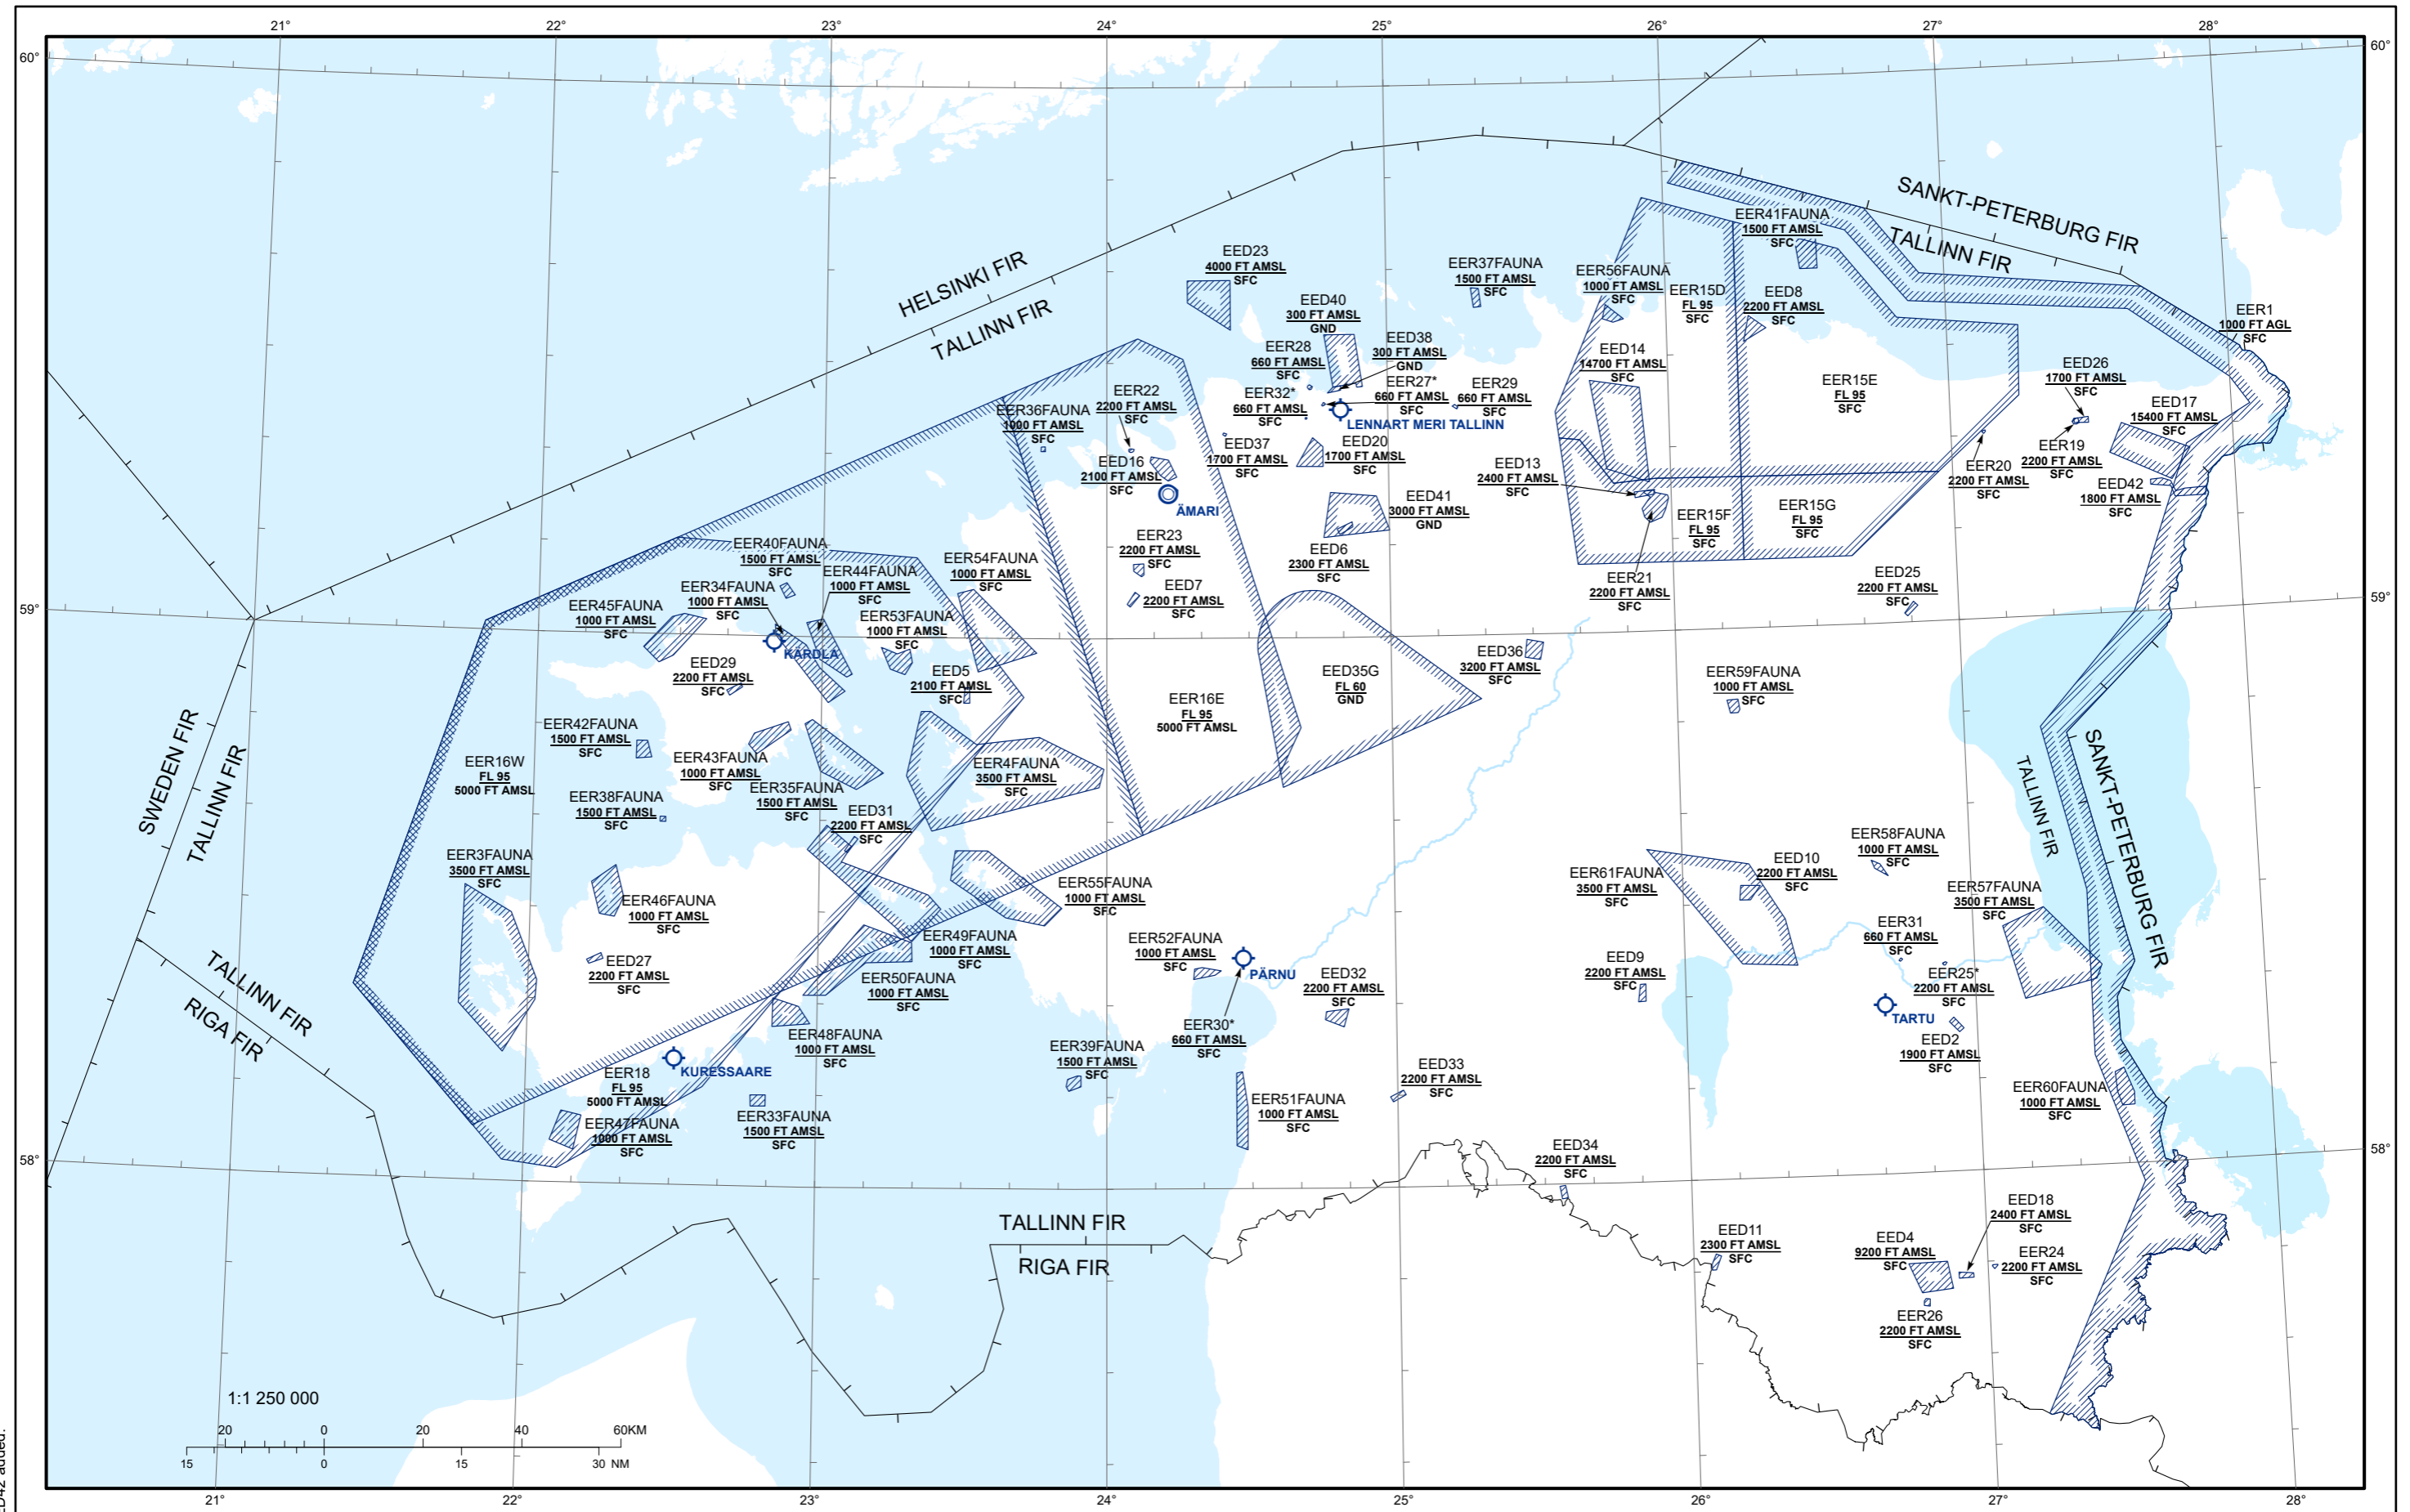 21°
22°
23°
24°
25°
26°
27°
28°
60°
60°
SANKT-PETERBURG FIR
TALLINN FIR
EER41FAUNA
1500 FT AMSL
SFC
HELSINKI FIR
TALLINN FIR
EED23
4000 FT AMSL
SFC
EER37FAUNA
1500 FT AMSL
SFC
EER56FAUNA
1000 FT AMSL
SFC
EER15D
FL 95
SFC
EED8
2200 FT AMSL
SFC
EER1
1000 FT AGL
SFC
EED40
300 FT AMSL
GND
EED38
300 FT AMSL
GND
EER28
660 FT AMSL
SFC
EED14
14700 FT AMSL
SFC
EER15E
FL 95
SFC
EED26
1700 FT AMSL
SFC
EER22
2200 FT AMSL
SFC
EER36FAUNA
1000 FT AMSL
SFC
EER32*
660 FT AMSL
SFC
EER27*
660 FT AMSL
SFC
EER29
660 FT AMSL
SFC
LENNART MERI TALLINN
EED17
15400 FT AMSL
SFC
EED16
2100 FT AMSL
SFC
EED37
1700 FT AMSL
SFC
EED20
1700 FT AMSL
SFC
EED13
2400 FT AMSL
SFC
EER20
2200 FT AMSL
SFC
EER19
2200 FT AMSL
SFC
EED42
1800 FT AMSL
SFC
ÄMARI
EED41
3000 FT AMSL
GND
EER15F
FL 95
SFC
EER15G
FL 95
SFC
EER40FAUNA
1500 FT AMSL
SFC
EER54FAUNA
1000 FT AMSL
SFC
EER23
2200 FT AMSL
SFC
EED6
2300 FT AMSL
SFC
EER21
2200 FT AMSL
SFC
EED25
2200 FT AMSL
SFC
EER34FAUNA
1000 FT AMSL
SFC
EER44FAUNA
1000 FT AMSL
SFC
EED7
2200 FT AMSL
SFC
59°
59°
EER45FAUNA
1000 FT AMSL
SFC
EER53FAUNA
1000 FT AMSL
SFC
KÄRDLA
EED29
2200 FT AMSL
SFC
EED5
2100 FT AMSL
SFC
EED35G
FL 60
GND
EED36
3200 FT AMSL
SFC
EER59FAUNA
1000 FT AMSL
SFC
EER16E
FL 95
5000 FT AMSL
SWEDEN FIR
TALLINN FIR
EER42FAUNA
1500 FT AMSL
SFC
EER16W
FL 95
5000 FT AMSL
EER43FAUNA
1000 FT AMSL
SFC
EER4FAUNA
3500 FT AMSL
SFC
TALLINN FIR
SANKT-PETERBURG FIR
EER38FAUNA
1500 FT AMSL
SFC
EER35FAUNA
1500 FT AMSL
SFC
EED31
2200 FT AMSL
SFC
EER3FAUNA
3500 FT AMSL
SFC
EER58FAUNA
1000 FT AMSL
SFC
EER61FAUNA
3500 FT AMSL
SFC
EED10
2200 FT AMSL
SFC
EER57FAUNA
3500 FT AMSL
SFC
EER46FAUNA
1000 FT AMSL
SFC
EER55FAUNA
1000 FT AMSL
SFC
EER31
660 FT AMSL
SFC
EER49FAUNA
1000 FT AMSL
SFC
EER52FAUNA
1000 FT AMSL
SFC
PÄRNU
EED27
2200 FT AMSL
SFC
EER50FAUNA
1000 FT AMSL
SFC
EED32
2200 FT AMSL
SFC
EED9
2200 FT AMSL
SFC
EER25*
2200 FT AMSL
SFC
TARTU
TALLINN FIR
RIGA FIR
EER48FAUNA
1000 FT AMSL
SFC
EER30*
660 FT AMSL
SFC
EED2
1900 FT AMSL
SFC
EER39FAUNA
1500 FT AMSL
SFC
KURESSAARE
EER18
FL 95
5000 FT AMSL
EED33
2200 FT AMSL
SFC
EER60FAUNA
1000 FT AMSL
SFC
EER51FAUNA
1000 FT AMSL
SFC
EER47FAUNA
1000 FT AMSL
SFC
EER33FAUNA
1500 FT AMSL
SFC
58°
58°
EED34
2200 FT AMSL
SFC
TALLINN FIR
RIGA FIR
EED11
2300 FT AMSL
SFC
EED18
2400 FT AMSL
SFC
EED4
9200 FT AMSL
SFC
EER24
2200 FT AMSL
SFC
EER26
2200 FT AMSL
SFC
1:1 250 000
20
0
20
40
60KM
15
0
15
30 NM
21°
22°
23°
24°
25°
26°
27°
28°
added.